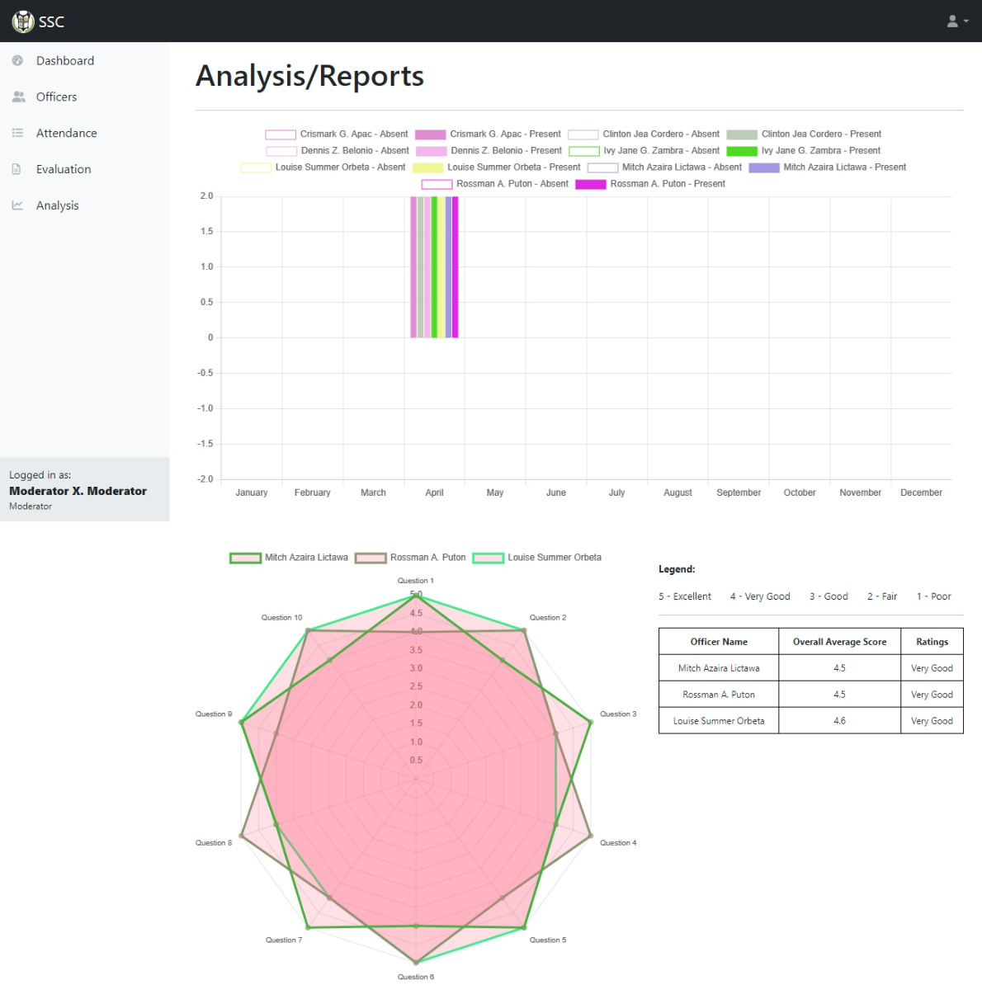 SSC
Dashboard
Officers
Attendance
Evaluation
Analysis
Logged in as:
Moderator X. Moderator
Moderator
Analysis/Reports
Crismark G. Apac - Absent Crismark G. Apac - Present Clinton Jea Cordero - Absent Clinton Jea Cordero - Present
Dennis Z. Belonio - Absent Dennis Z. Belonio - Present Ivy Jane G. Zambra - Absent Ivy Jane G. Zambra - Present
Louise Summer Orbeta - Absent Louise Summer Orbeta - Present Mitch Azaira Lictawa - Absent Mitch Azaira Lictawa - Present
Rossman A. Puton - Absent Rossman A. Puton - Present
2.0
1.5
1.0
0.5
0
-0.5
-1.0
-1.5
-2.0
January February March April May June July August September October November December
Mitch Azaira Lictawa Rossman A. Puton Louise Summer Orbeta
Question 1
5.0
4.5
4.0
3.5
3.0
2.5
2.0
1.5
1.0
0.5
Question 2
Question 3
Question 4
Question 5
Question 6
Question 7
Question 8
Question 9
Question 10
Legend:
5 - Excellent 4 - Very Good 3 - Good 2 - Fair 1 - Poor
Officer Name Overall Average Score Ratings
Mitch Azaira Lictawa 4.5 Very Good
Rossman A. Puton 4.5 Very Good
Louise Summer Orbeta 4.6 Very Good